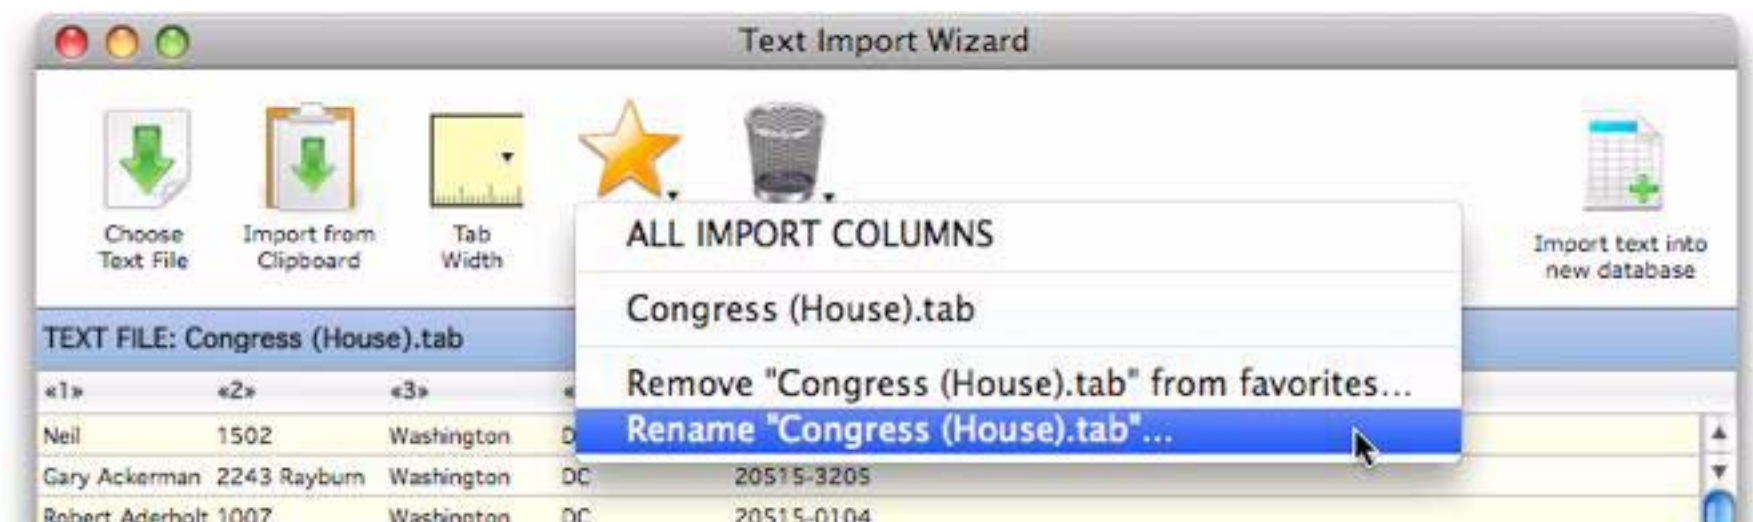 Text Import Wizard
Choose
Text File
Import from
Clipboard
Tab
Width
Import text into
new database
ALL IMPORT COLUMNS
Congress (House).tab
Remove "Congress (House).tab" from favorites...
Rename "Congress (House).tab"...
TEXT FILE: Congress (House).tab
«1» «2» «3» «
Neil 1502 Washington D
Gary Ackerman 2243 Rayburn Washington DC 20515-3205
Robert Aderholt 1007 Washington DC 20515-0104